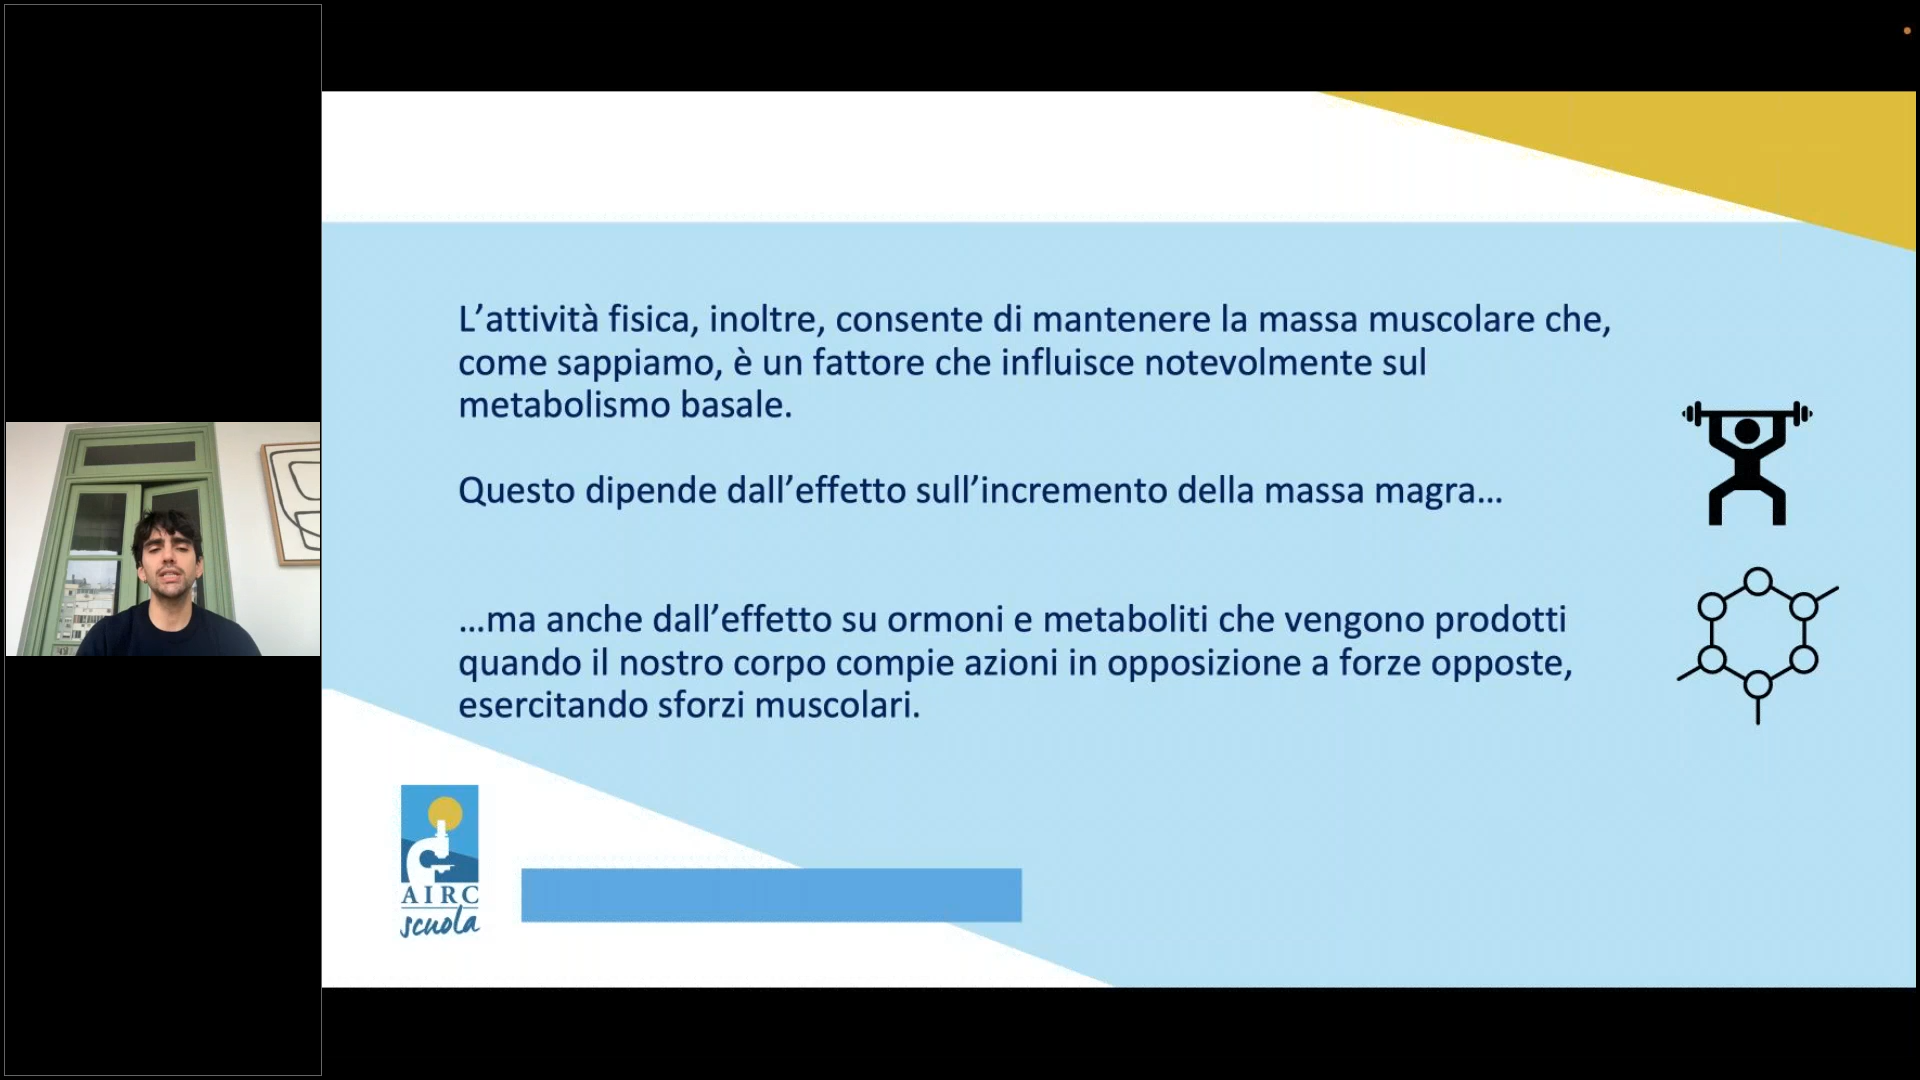 L’attività fisica, inoltre, consente di mantenere la massa muscolare che,
come sappiamo, è un fattore che influisce notevolmente sul
metabolismo basale.
Questo dipende dall’effetto sull’incremento della massa magra…
…ma anche dall’effetto su ormoni e metaboliti che vengono prodotti
quando il nostro corpo compie azioni in opposizione a forze opposte,
esercitando sforzi muscolari.
AIRC
scuola